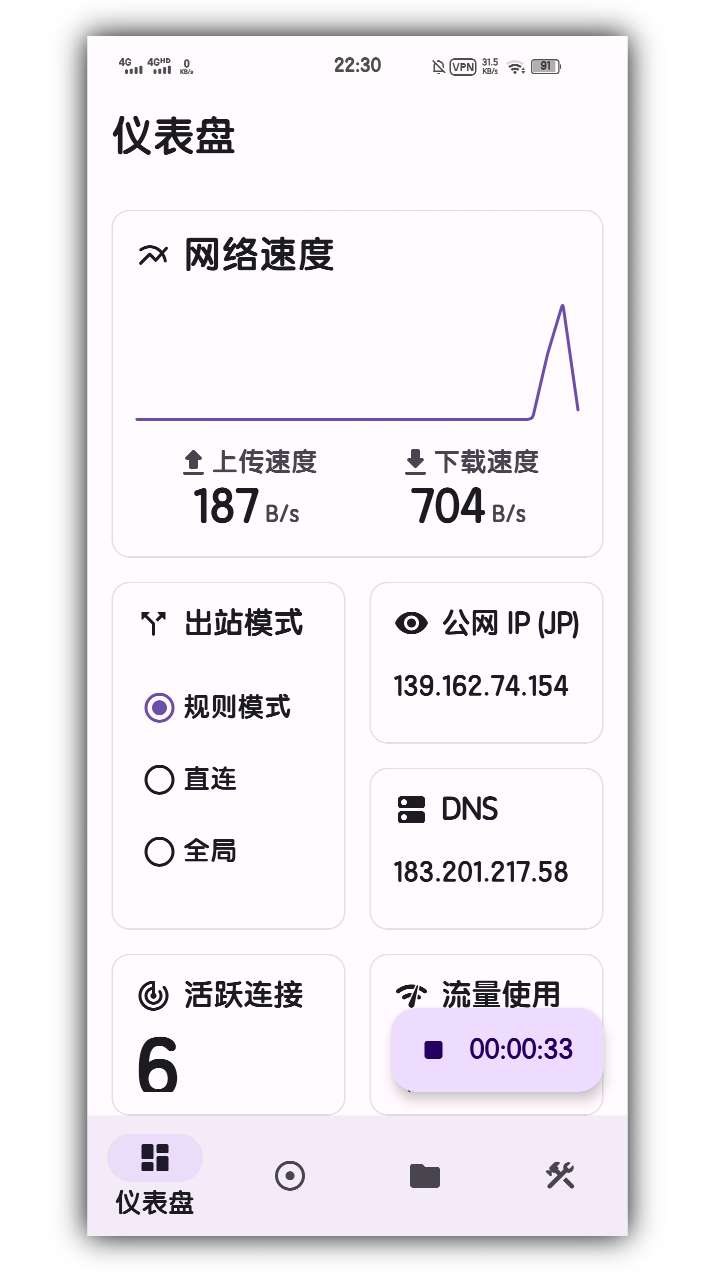 4G 4GHD 0 KB/s 22:30 VPN 31.5 KB/s 91
仪表盘
网络速度
上传速度 下载速度
187 B/s 704 B/s
出站模式 公网 IP (JP)
139.162.74.154
规则模式
直连 DNS
全局 183.201.217.58
活跃连接 流量使用
6 00:00:33
仪表盘